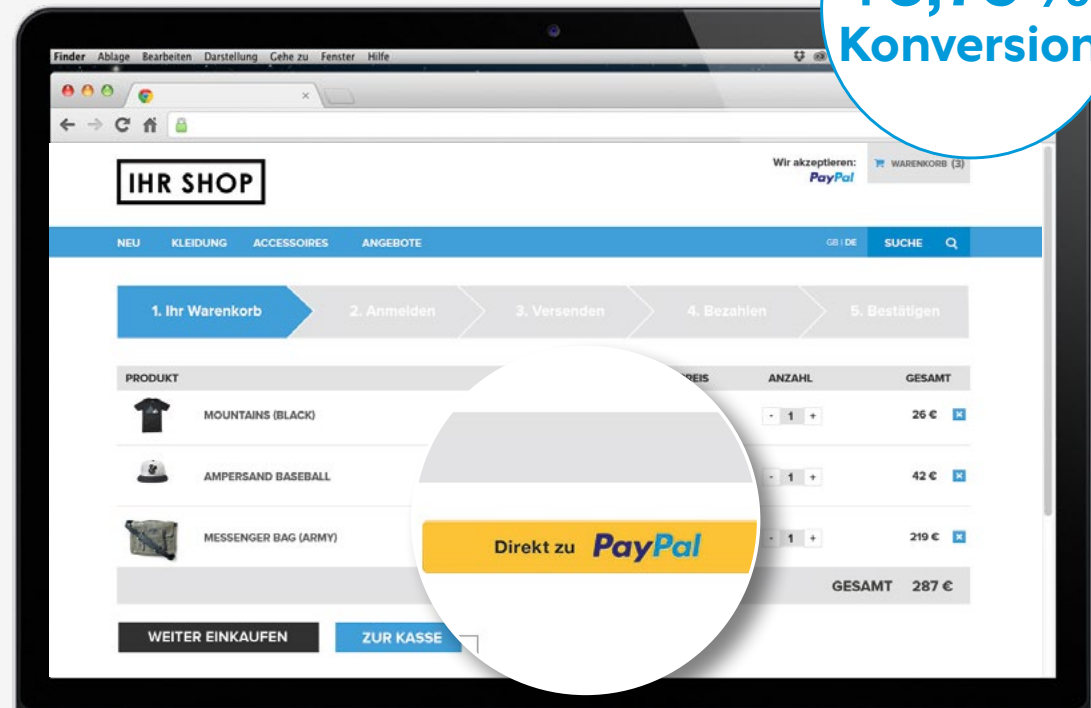 Konversion
Finder Ablage Bearbeiten Darstellung Gehe zu Fenster Hilfe
IHR SHOP
Wir akzeptieren:
PayPal
WARENKORB (3)
NEU KLEIDUNG ACCESSOIRES ANGEBOTE GB | DE SUCHE
1. Ihr Warenkorb 2. Anmelden 3. Versenden 4. Bezahlen 5. Bestätigen
PRODUKT PREIS ANZAHL GESAMT
MOUNTAINS (BLACK) - 1 + 26 €
AMPERSAND BASEBALL - 1 + 42 €
MESSENGER BAG (ARMY) - 1 + 219 €
Direkt zu PayPal
GESAMT 287 €
WEITER EINKAUFEN ZUR KASSE